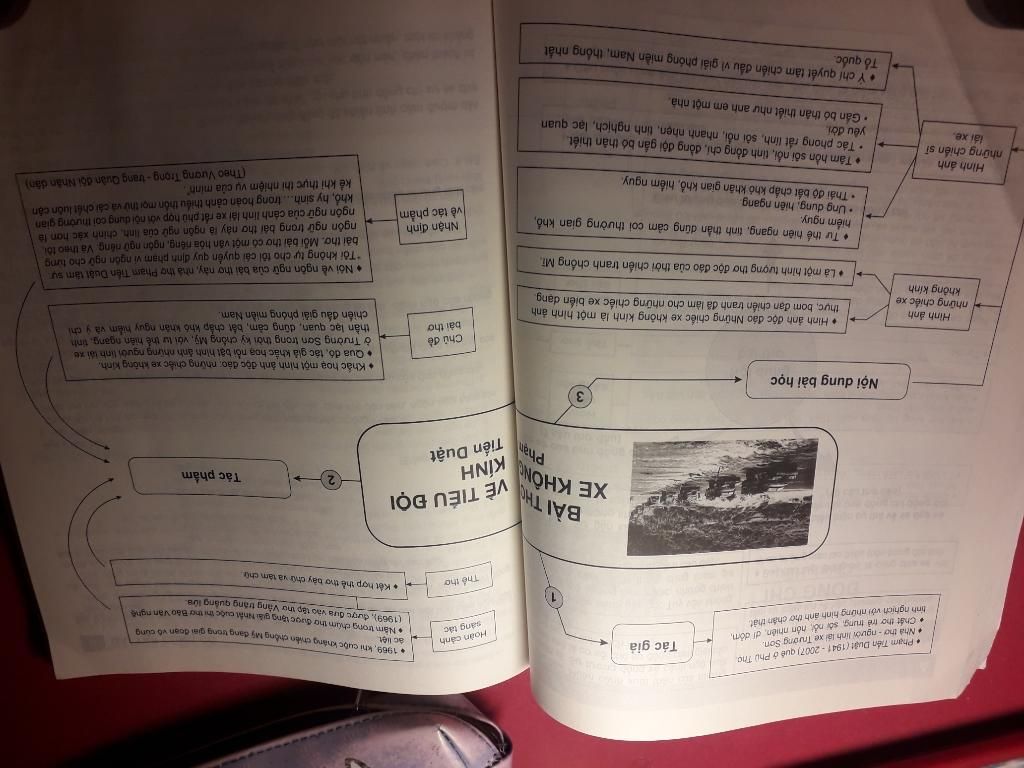 BÀI THƠ VỀ TIỂU ĐỘI
XE KHÔNG KÍNH
Phạm Tiến Duật
1
Tác giả
♦ Phạm Tiến Duật (1941 - 2007) quê ở Phú Thọ
♦ Nhà thơ - người lính lái xe Trường Sơn.
♦ Chất thơ trẻ trung, sôi nổi, hồn nhiên, dí dỏm,
tinh nghịch với những hình ảnh thơ chân thật
2
Tác phẩm
Hoàn cảnh
sáng tác
♦ 1969, khi cuộc kháng chiến chống Mỹ đang trong giai đoạn vô cùng
ác liệt
♦ Nằm trong chùm thơ được tặng giải Nhất cuộc thi thơ Báo Văn nghệ
(1969), được đưa vào tập thơ Vầng trăng quầng lửa.
Thể thơ
♦ Kết hợp thể thơ bảy chữ và tám chữ
Chủ đề
bài thơ
♦ Khắc hoạ một hình ảnh độc đáo: những chiếc xe không kính.
♦ Qua đó, tác giả khắc hoạ nổi bật hình ảnh những người lính lái xe
ở Trường Sơn trong thời kỳ chống Mỹ, với tư thế hiên ngang, tinh
thần lạc quan, dũng cảm, bất chấp khó khăn nguy hiểm và ý chí
chiến đấu giải phóng miền Nam.
Nhận định
về tác phẩm
♦ Nói về ngôn ngữ của bài thơ này, nhà thơ Phạm Tiến Duật tâm sự:
"Tôi không tự cho tôi cái quyền quy định phạm vi ngôn ngữ cho từng
bài thơ. Mỗi bài thơ có một văn hóa riêng, ngôn ngữ riêng. Và theo tôi,
ngôn ngữ trong bài thơ này là ngôn ngữ của lính, chính xác hơn là
ngôn ngữ của cánh lính lái xe rất phù hợp với nội dung coi thường gian
khổ, hy sinh... trong hoàn cảnh thiếu thốn mọi thứ và cái chết luôn cận
kề khi thực thi nhiệm vụ của mình".
(Theo Vương Trọng - trang Quân đội Nhân dân)
3
Nội dung bài học
Hình ảnh
những chiếc xe
không kính
♦ Hình ảnh độc đáo Những chiếc xe không kính là một hình ảnh
thực, bom đạn chiến tranh đã làm cho những chiếc xe biến dạng.
♦ Là một hình tượng thơ độc đáo của thời chiến tranh chống Mĩ.
Hình ảnh
những chiến sĩ
lái xe.
♦ Tư thế hiên ngang, tinh thần dũng cảm coi thường gian khổ,
hiểm nguy.
• Ung dung, hiên ngang.
• Thái độ bất chấp khó khăn gian khổ, hiểm nguy.
♦ Tâm hồn sôi nổi, tình đồng chí, đồng đội gắn bó thân thiết.
• Tác phong rất lính, sôi nổi, nhanh nhẹn, tinh nghịch, lạc quan
yêu đời.
• Gắn bó thân thiết như anh em một nhà.
♦ Ý chí quyết tâm chiến đấu vì giải phóng miền Nam, thống nhất
Tổ quốc.